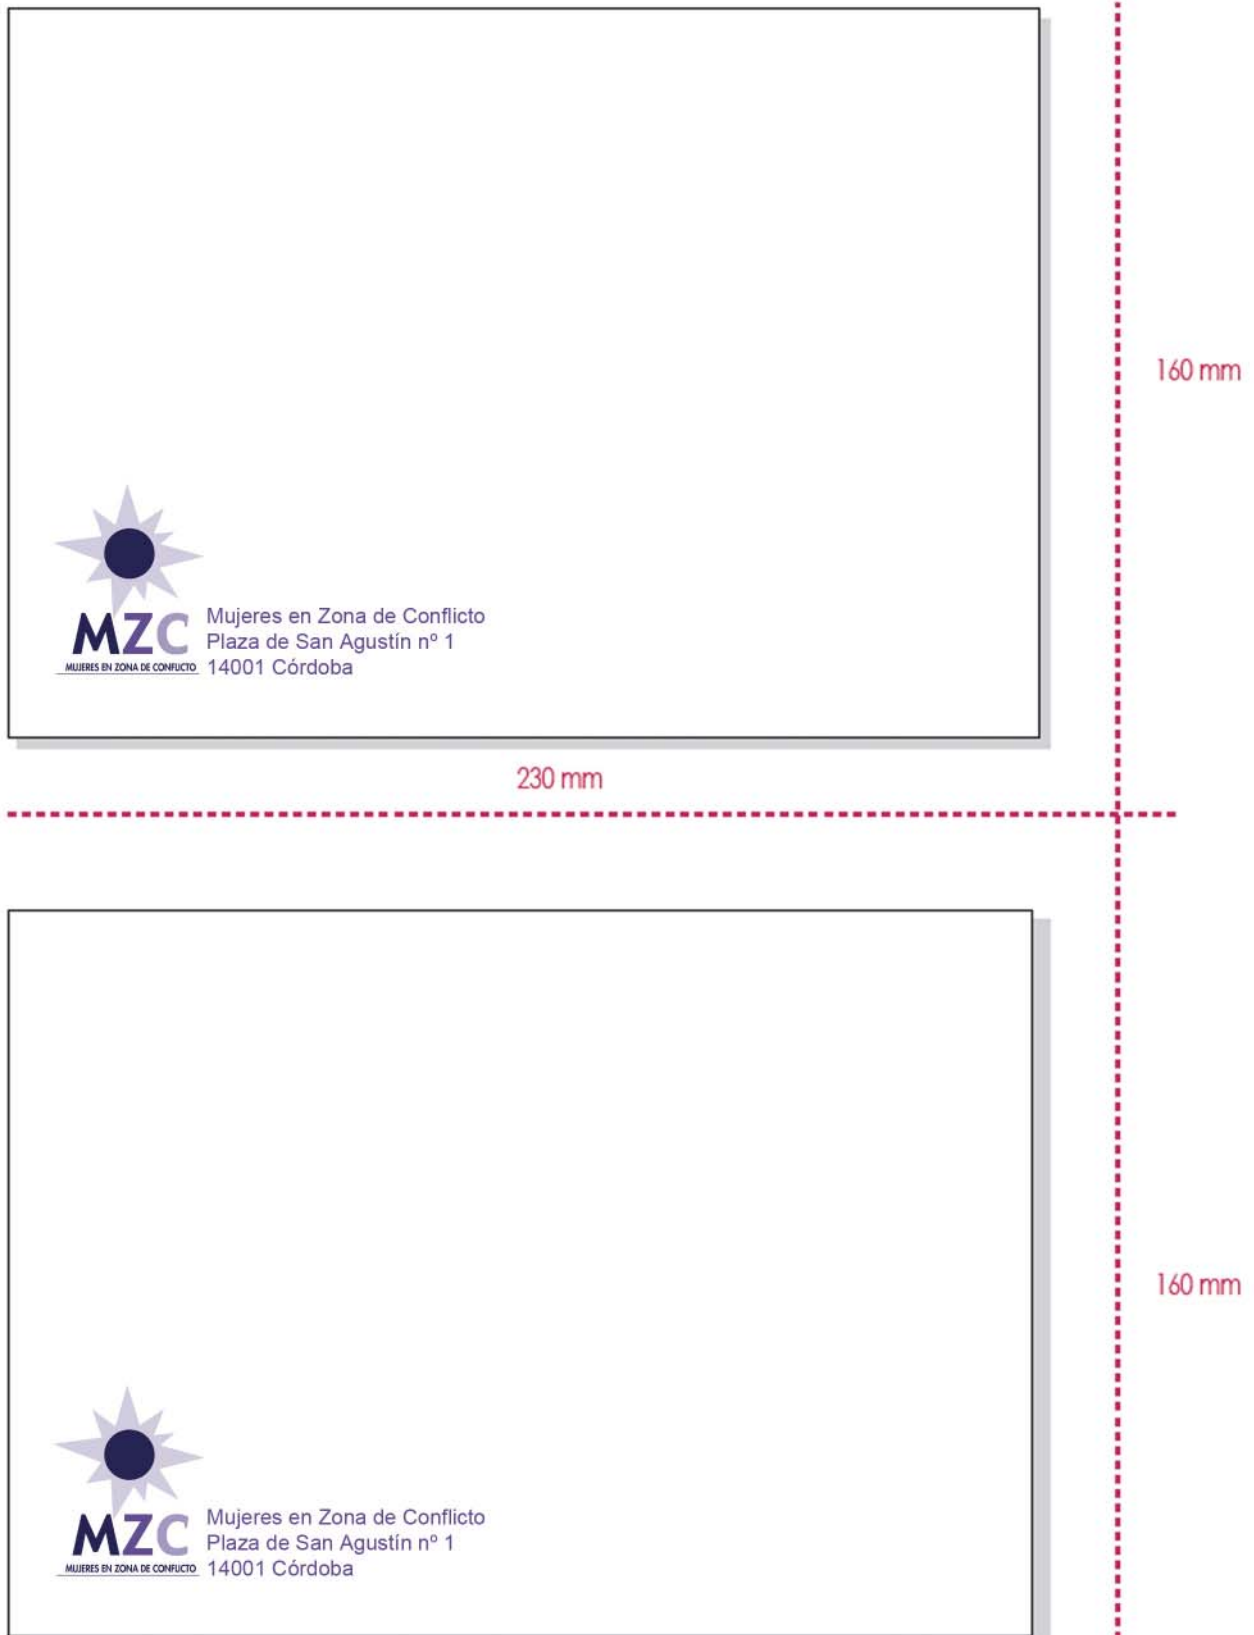 160 mm
MZC
MUJERES EN ZONA DE CONFLICTO
Mujeres en Zona de Conflicto
Plaza de San Agustín nº 1
14001 Córdoba
230 mm
160 mm
MZC
MUJERES EN ZONA DE CONFLICTO
Mujeres en Zona de Conflicto
Plaza de San Agustín nº 1
14001 Córdoba